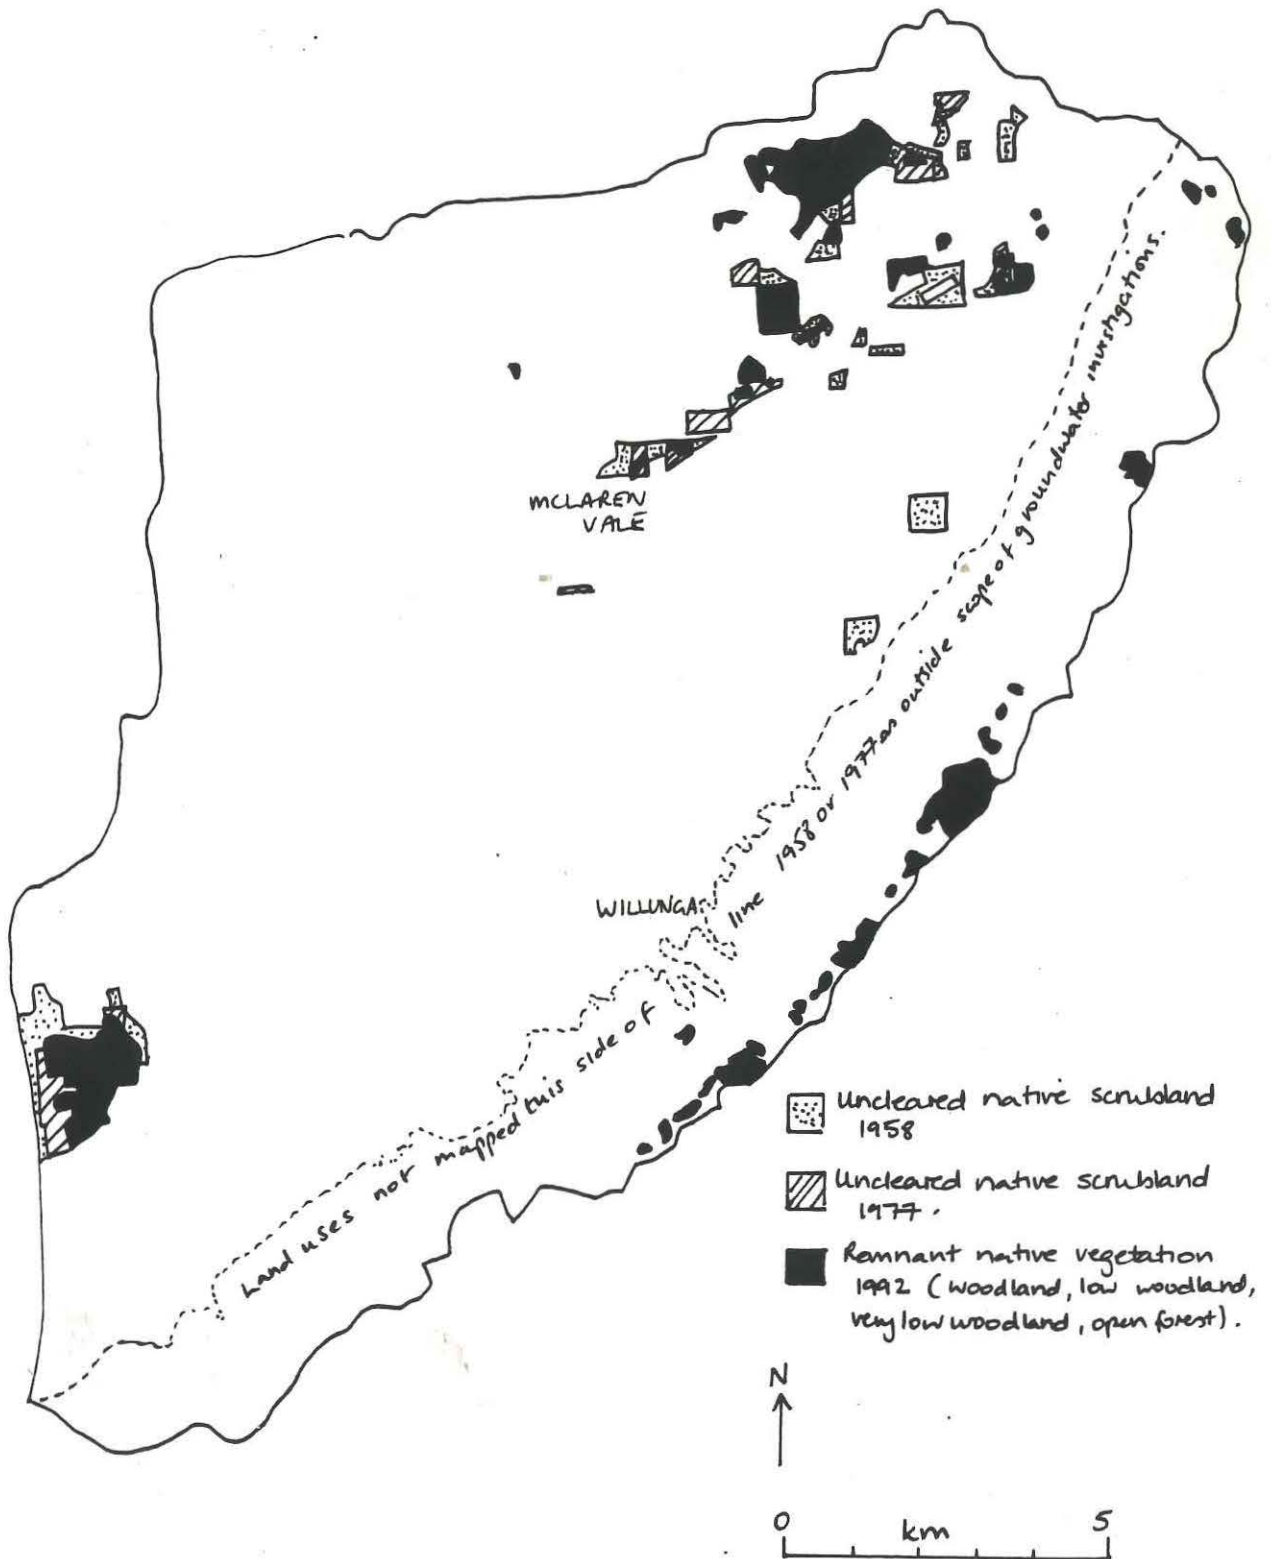 MCLAREN
VALE
WILLUNGA
Land uses not mapped this side of line 1958 or 1977 as outside scope of groundwater investigations.
Uncleared native scrubland
1958
Uncleared native scrubland
1977.
Remnant native vegetation
1992 (woodland, low woodland,
very low woodland, open forest).
N
0 km 5